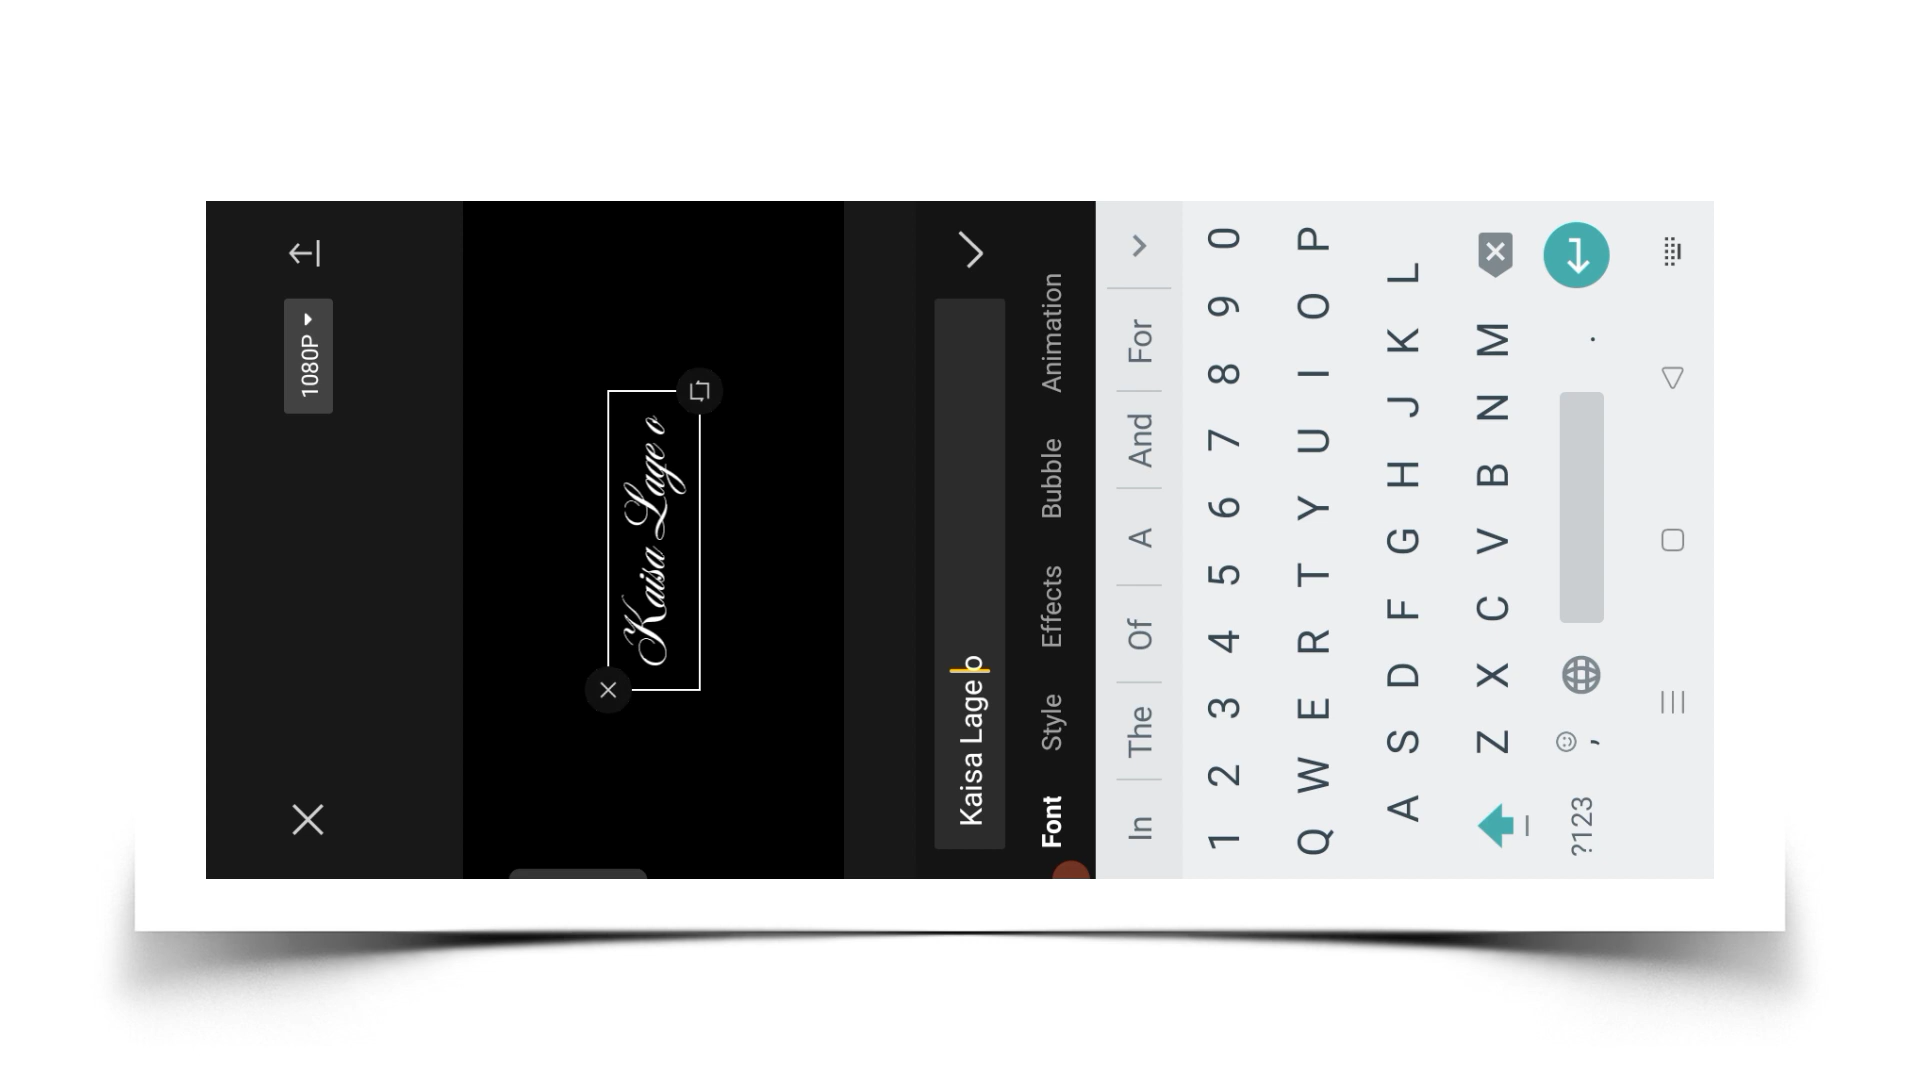 1080P
Kaisa Lage o
Kaisa Lage o
Font Style Effects Bubble Animation
In The Of A And For
1 2 3 4 5 6 7 8 9 0
Q W E R T Y U I O P
A S D F G H J K L
Z X C V B N M
?123 , .